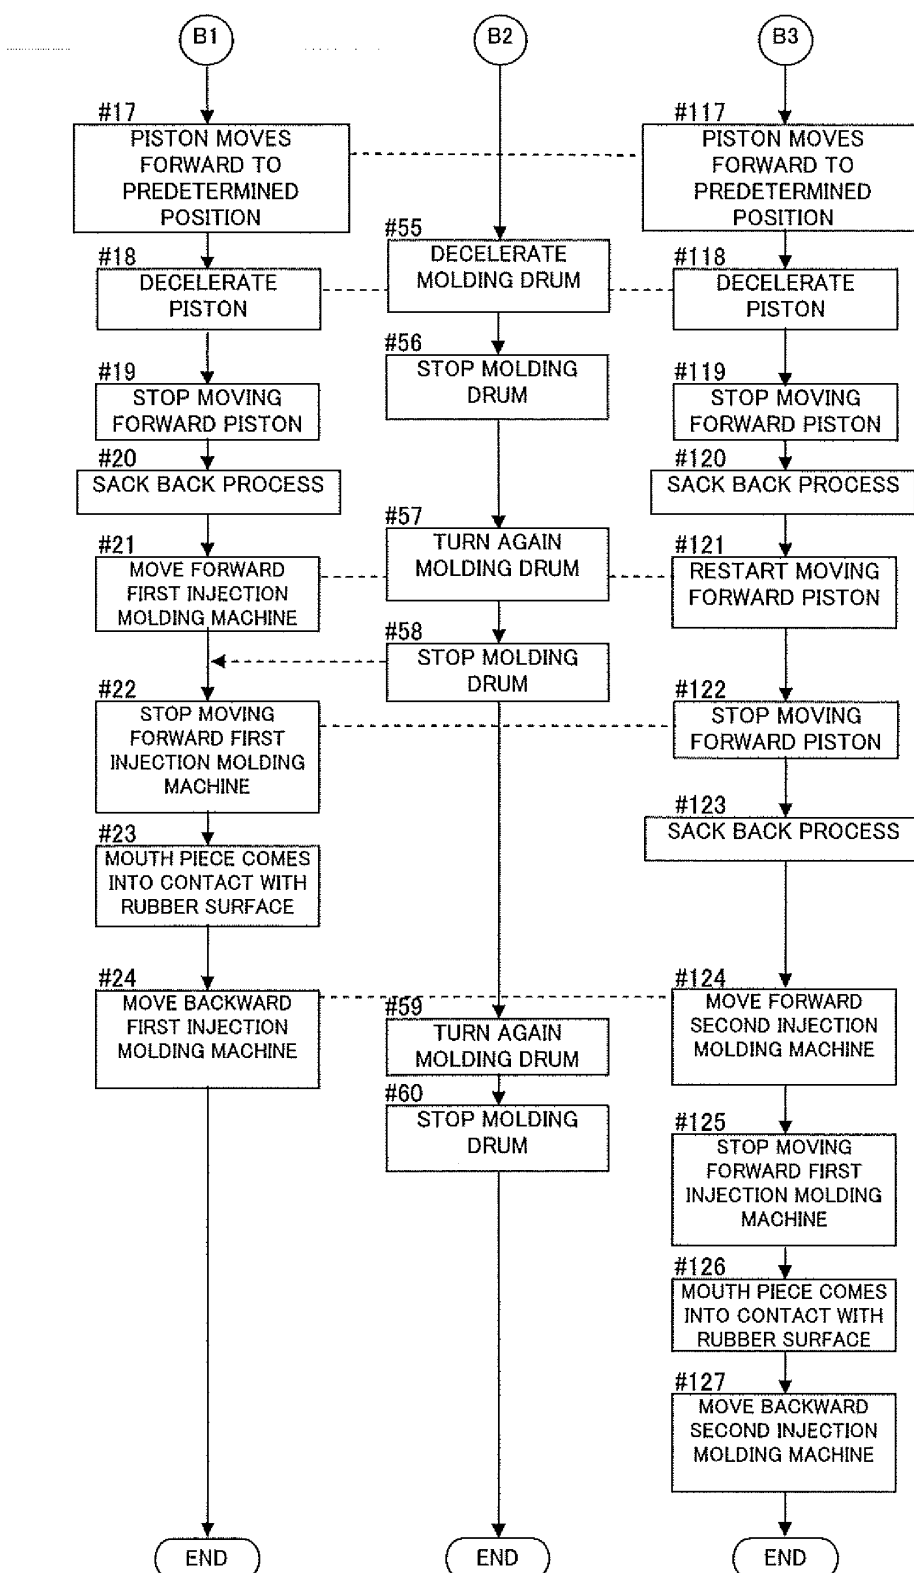 B1
#17
PISTON MOVES
FORWARD TO
PREDETERMINED
POSITION
#18
DECELERATE
PISTON
#19
STOP MOVING
FORWARD PISTON
#20
SACK BACK PROCESS
#21
MOVE FORWARD
FIRST INJECTION
MOLDING MACHINE
#22
STOP MOVING
FORWARD FIRST
INJECTION MOLDING
MACHINE
#23
MOUTH PIECE COMES
INTO CONTACT WITH
RUBBER SURFACE
#24
MOVE BACKWARD
FIRST INJECTION
MOLDING MACHINE
END
B2
#55
DECELERATE
MOLDING DRUM
#56
STOP MOLDING
DRUM
#57
TURN AGAIN
MOLDING DRUM
#58
STOP MOLDING
DRUM
#59
TURN AGAIN
MOLDING DRUM
#60
STOP MOLDING
DRUM
END
B3
#117
PISTON MOVES
FORWARD TO
PREDETERMINED
POSITION
#118
DECELERATE
PISTON
#119
STOP MOVING
FORWARD PISTON
#120
SACK BACK PROCESS
#121
RESTART MOVING
FORWARD PISTON
#122
STOP MOVING
FORWARD PISTON
#123
SACK BACK PROCESS
#124
MOVE FORWARD
SECOND INJECTION
MOLDING MACHINE
#125
STOP MOVING
FORWARD FIRST
INJECTION MOLDING
MACHINE
#126
MOUTH PIECE COMES
INTO CONTACT WITH
RUBBER SURFACE
#127
MOVE BACKWARD
SECOND INJECTION
MOLDING MACHINE
END